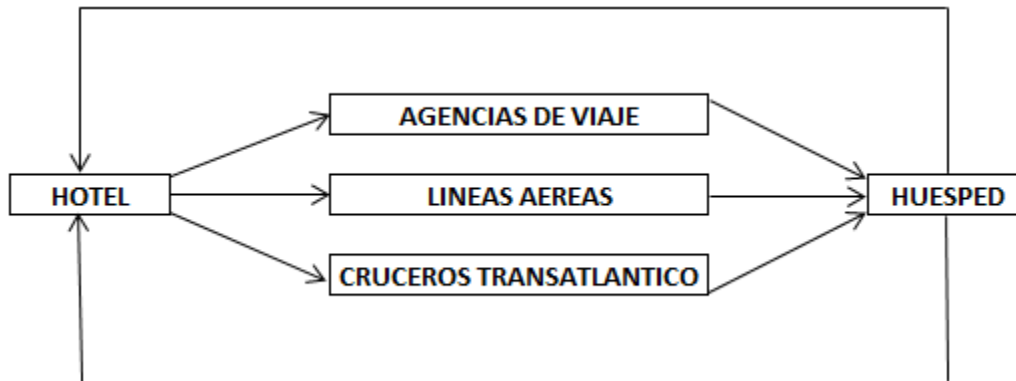 AGENCIAS DE VIAJE
HOTEL
LINEAS AEREAS
HUESPED
CRUCEROS TRANSATLANTICO